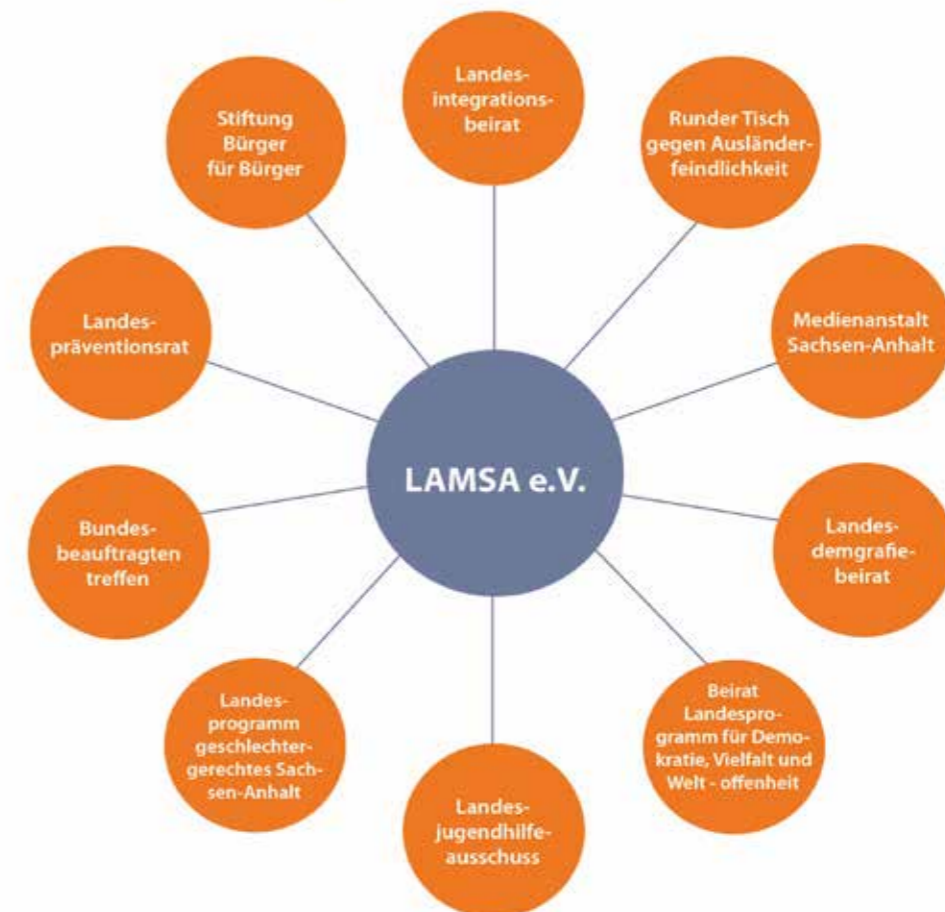 Landes-
integrations-
beirat
Stiftung
Bürger
für Bürger
Runder Tisch
gegen Ausländer-
feindlichkeit
Landes-
präventionsrat
Medienanstalt
Sachsen-Anhalt
LAMSA e.V.
Bundes-
beauftragten
treffen
Landes-
demgrafie-
beirat
Landes-
programm
geschlechter-
gerechtes Sach-
sen-Anhalt
Beirat
Landespro-
gramm für Demo-
kratie, Vielfalt und
Welt - offenheit
Landes-
jugendhilfe-
ausschuss